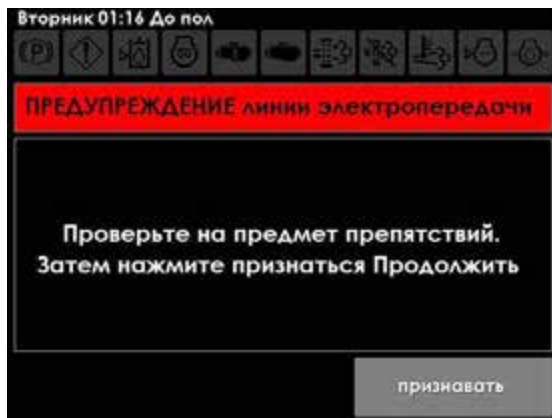 Вторник 01:16 До пол
ПРЕДУПРЕЖДЕНИЕ линии электропередачи
Проверьте на предмет препятствий.
Затем нажмите признаться Продолжить
признавать